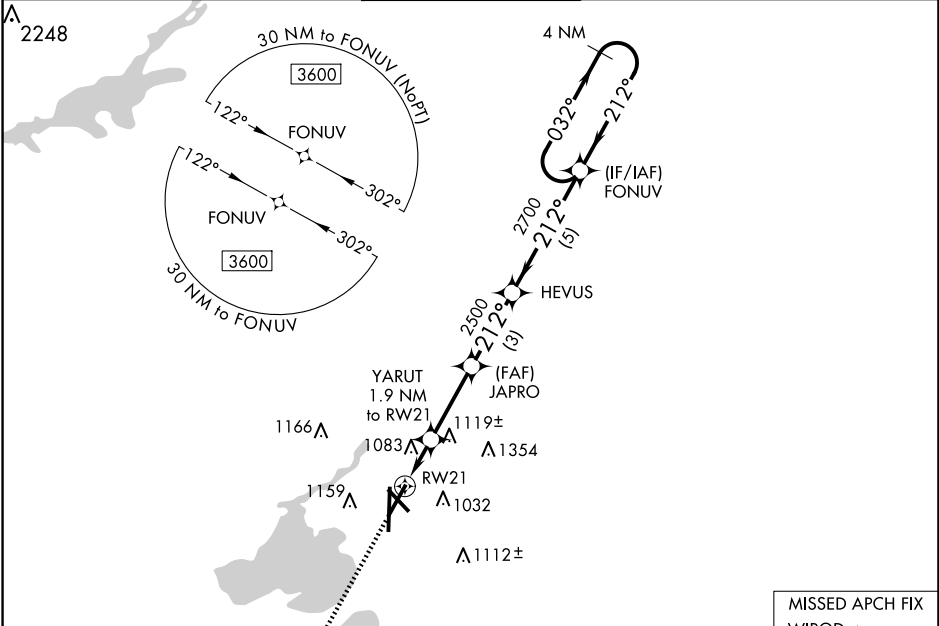 2248
30 NM to FONUV (NoPT)
3600
122°
FONUV
302°
122°
FONUV
302°
3600
30 NM to FONUV
4 NM
032°
212°
(IF/IAF)
FONUV
2700
212°
(5)
HEVUS
2500
212°
(3)
(FAF)
JAPRO
YARUT
1.9 NM
to RW21
1166
1083
1119±
1354
RW21
1159
1032
1112±
MISSED APCH FIX